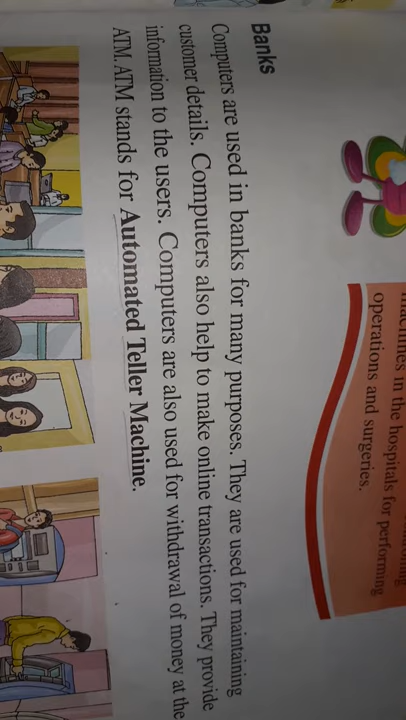 machines in the hospitals for performing
operations and surgeries.
Banks
Computers are used in banks for many purposes. They are used for maintaining
customer details. Computers also help to make online transactions. They provide
information to the users. Computers are also used for withdrawal of money at the
ATM. ATM stands for Automated Teller Machine.